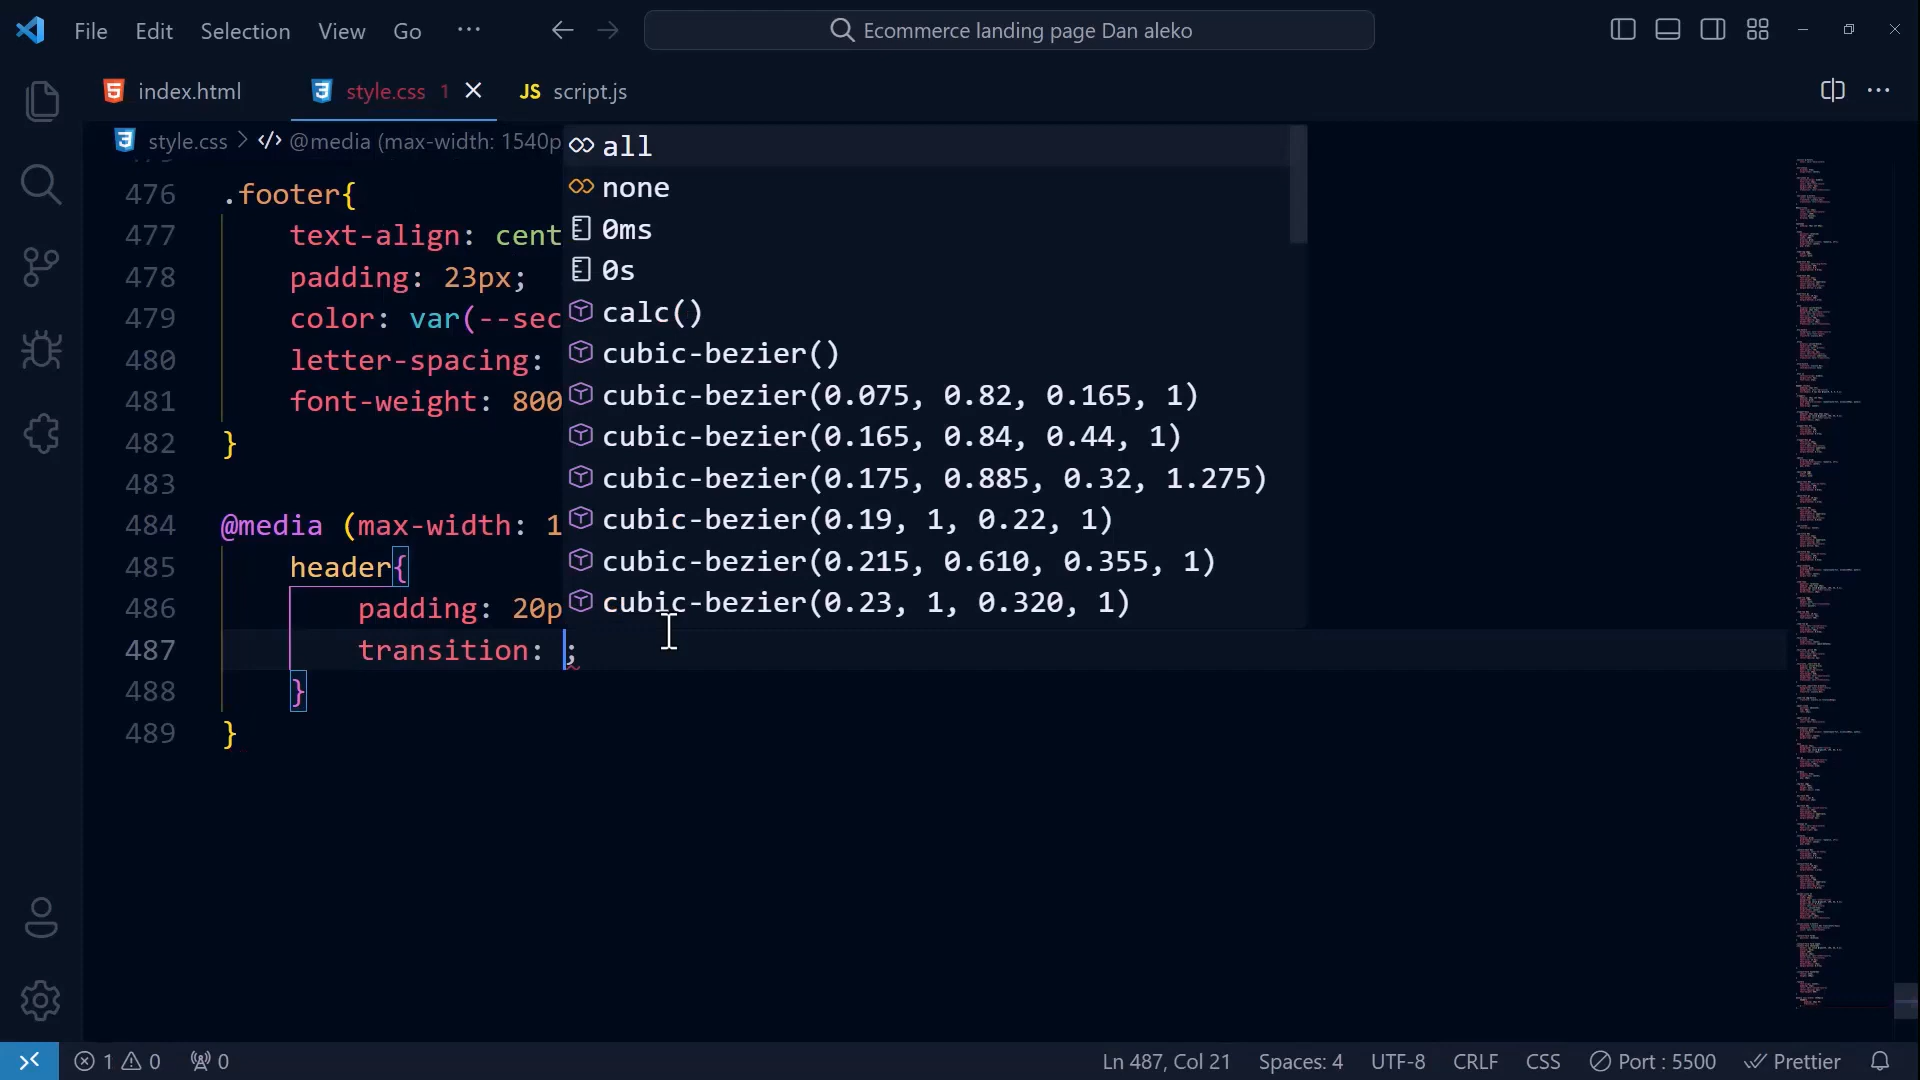 File Edit Selection View Go ··· Ecommerce landing page Dan aleko
index.html style.css 1 JS script.js
style.css > @media (max-width: 1540p
476 .footer{
477 text-align: cent
478 padding: 23px;
479 color: var(--sec
480 letter-spacing:
481 font-weight: 800
482 }
483
484 @media (max-width: 1
485 header{
486 padding: 20p
487 transition: ;
488 }
489 }
all
none
0ms
0s
calc()
cubic-bezier()
cubic-bezier(0.075, 0.82, 0.165, 1)
cubic-bezier(0.165, 0.84, 0.44, 1)
cubic-bezier(0.175, 0.885, 0.32, 1.275)
cubic-bezier(0.19, 1, 0.22, 1)
cubic-bezier(0.215, 0.610, 0.355, 1)
cubic-bezier(0.23, 1, 0.320, 1)
1 0 0 Ln 487, Col 21 Spaces: 4 UTF-8 CRLF CSS Port : 5500 Prettier